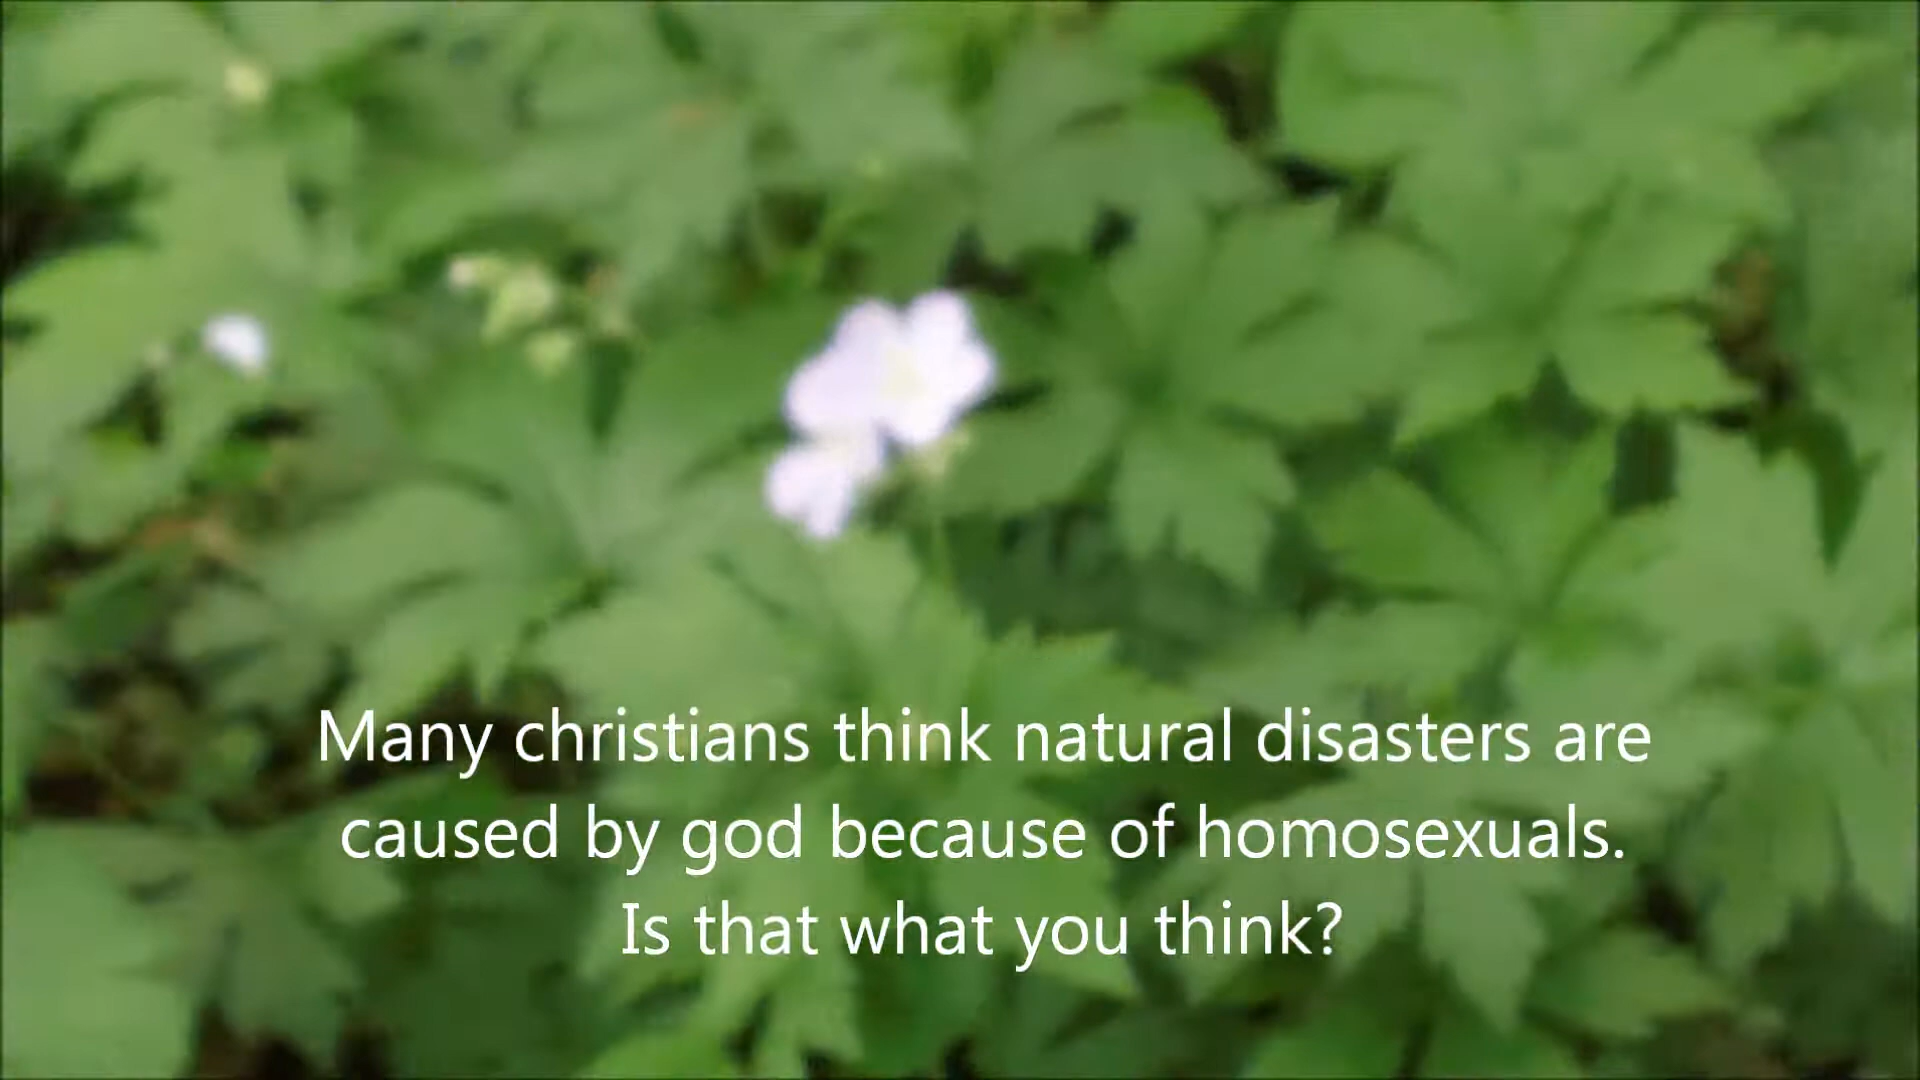 Many christians think natural disasters are
caused by god because of homosexuals.
Is that what you think?